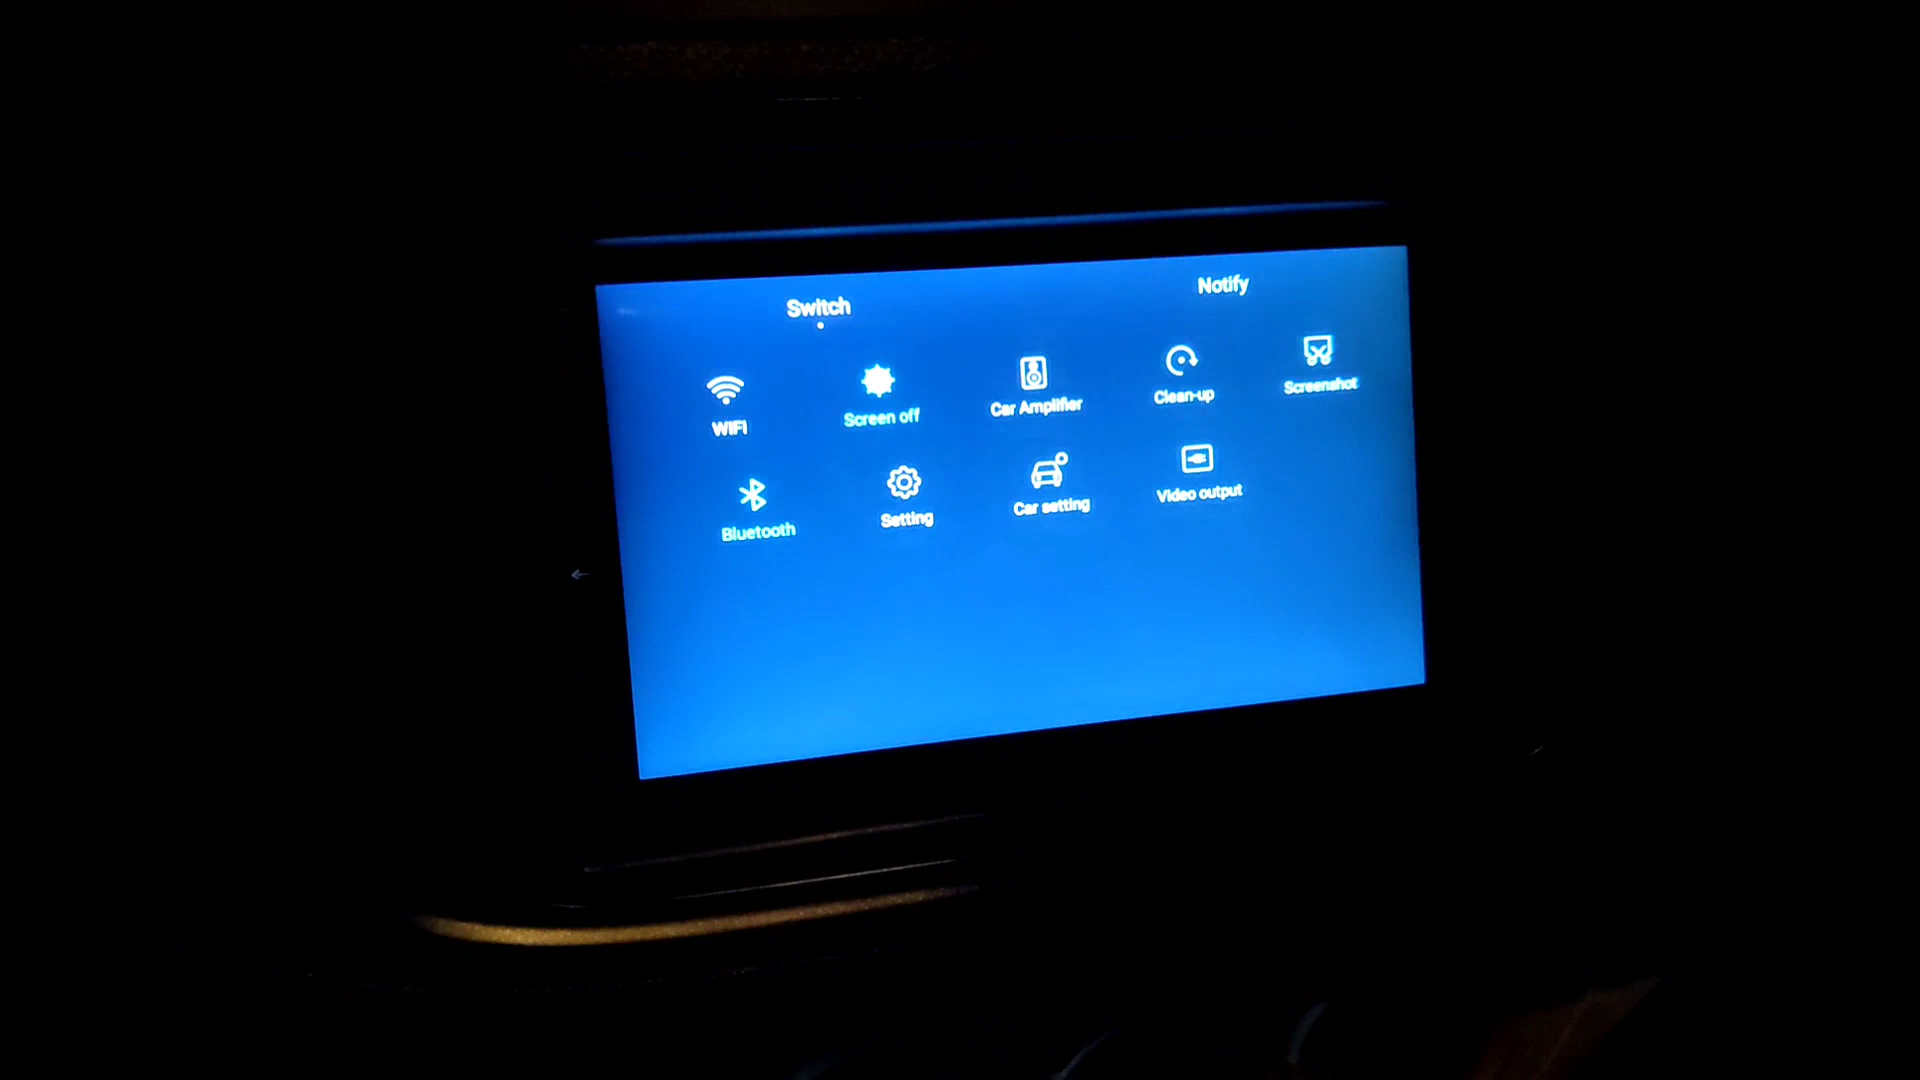 Switch
Notify
WIFI
Screen off
Car Amplifier
Clean-up
Screenshot
Bluetooth
Setting
Car setting
Video output